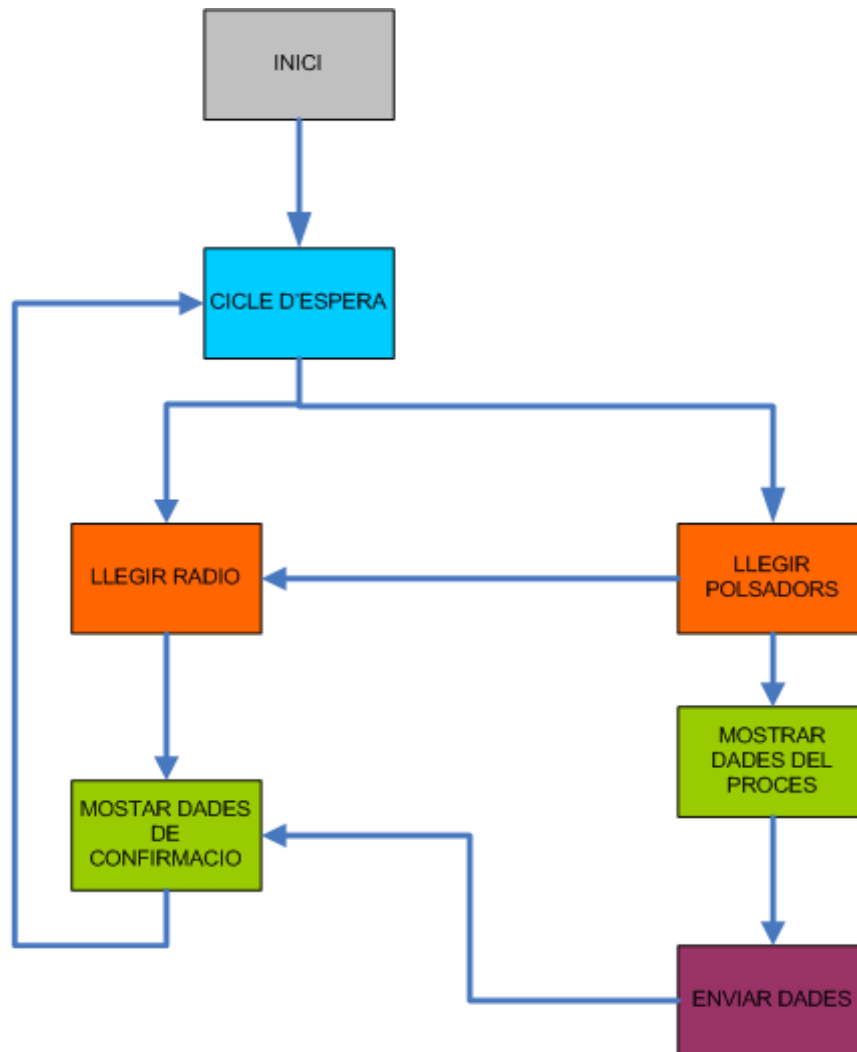 INICI
CICLE D'ESPERA
LLEGIR RADIO
LLEGIR
POLSADORS
MOSTRAR
DADES DEL
PROCES
MOSTAR DADES
DE
CONFIRMACIO
ENVIAR DADES